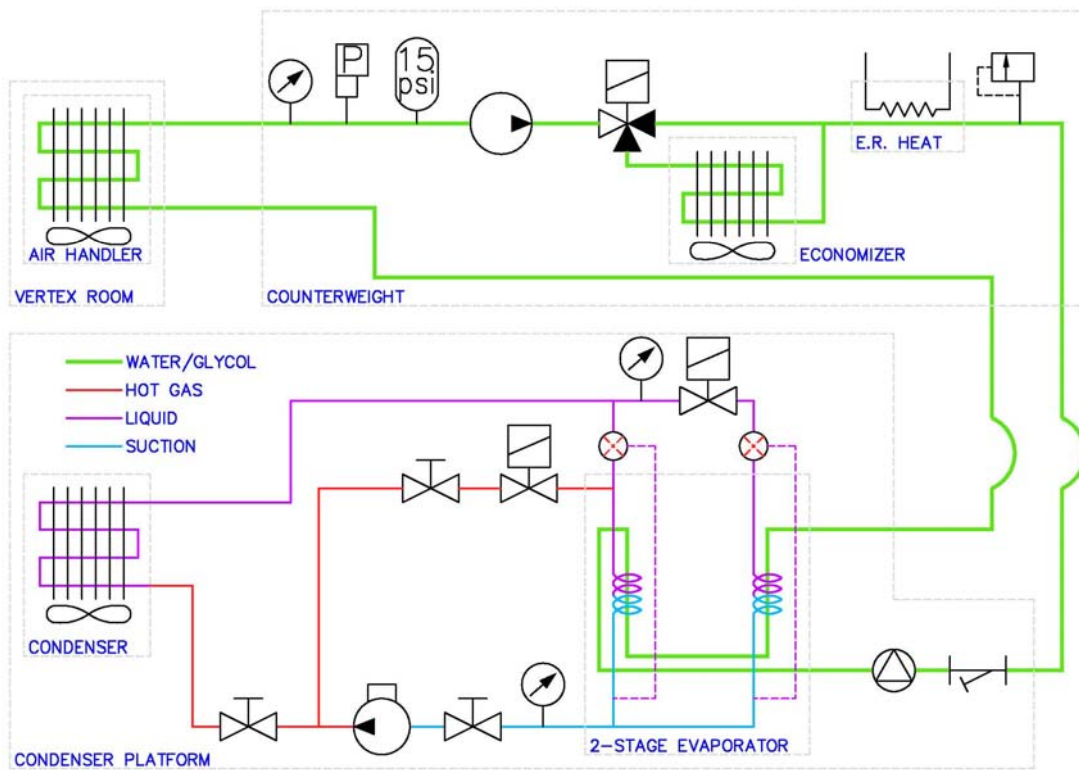 P
15
psi
E.R. HEAT
AIR HANDLER
ECONOMIZER
VERTEX ROOM
COUNTERWEIGHT
WATER/GLYCOL
HOT GAS
LIQUID
SUCTION
CONDENSER
2-STAGE EVAPORATOR
CONDENSER PLATFORM